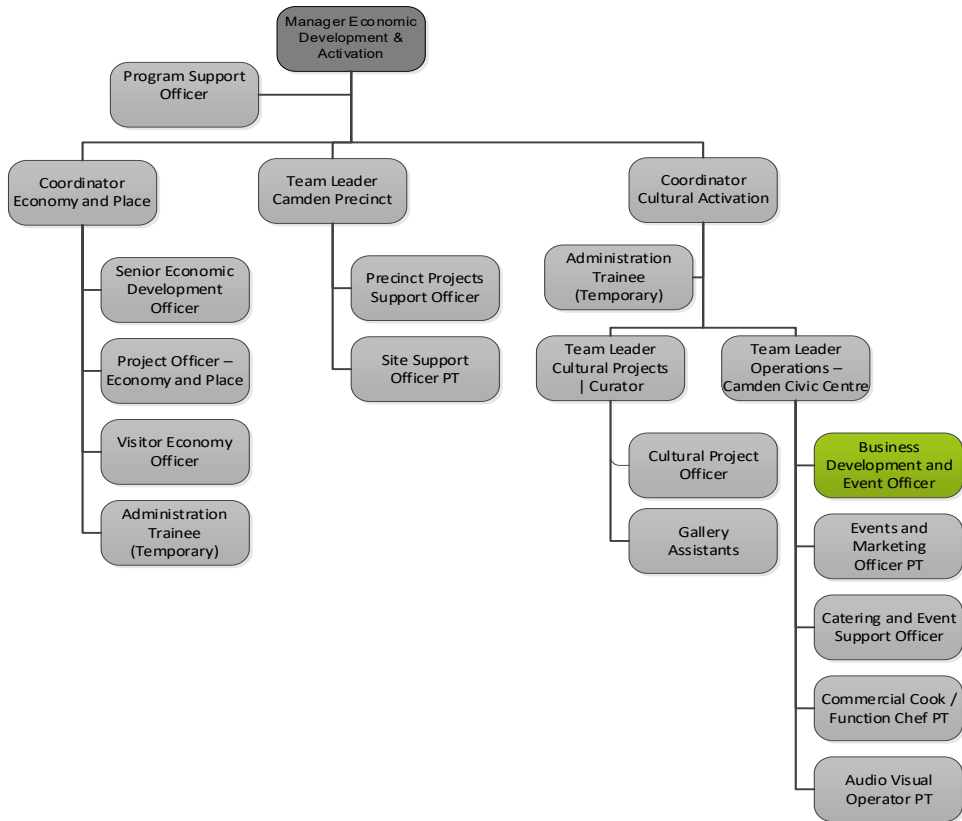 Manager Economic
Development &
Activation
Program Support
Officer
Coordinator
Economy and Place
Team Leader
Camden Precinct
Coordinator
Cultural Activation
Senior Economic
Development
Officer
Project Officer –
Economy and Place
Visitor Economy
Officer
Administration
Trainee
(Temporary)
Precinct Projects
Support Officer
Site Support
Officer PT
Administration
Trainee
(Temporary)
Team Leader
Cultural Projects
| Curator
Team Leader
Operations –
Camden Civic Centre
Cultural Project
Officer
Gallery
Assistants
Business
Development and
Event Officer
Events and
Marketing
Officer PT
Catering and Event
Support Officer
Commercial Cook /
Function Chef PT
Audio Visual
Operator PT